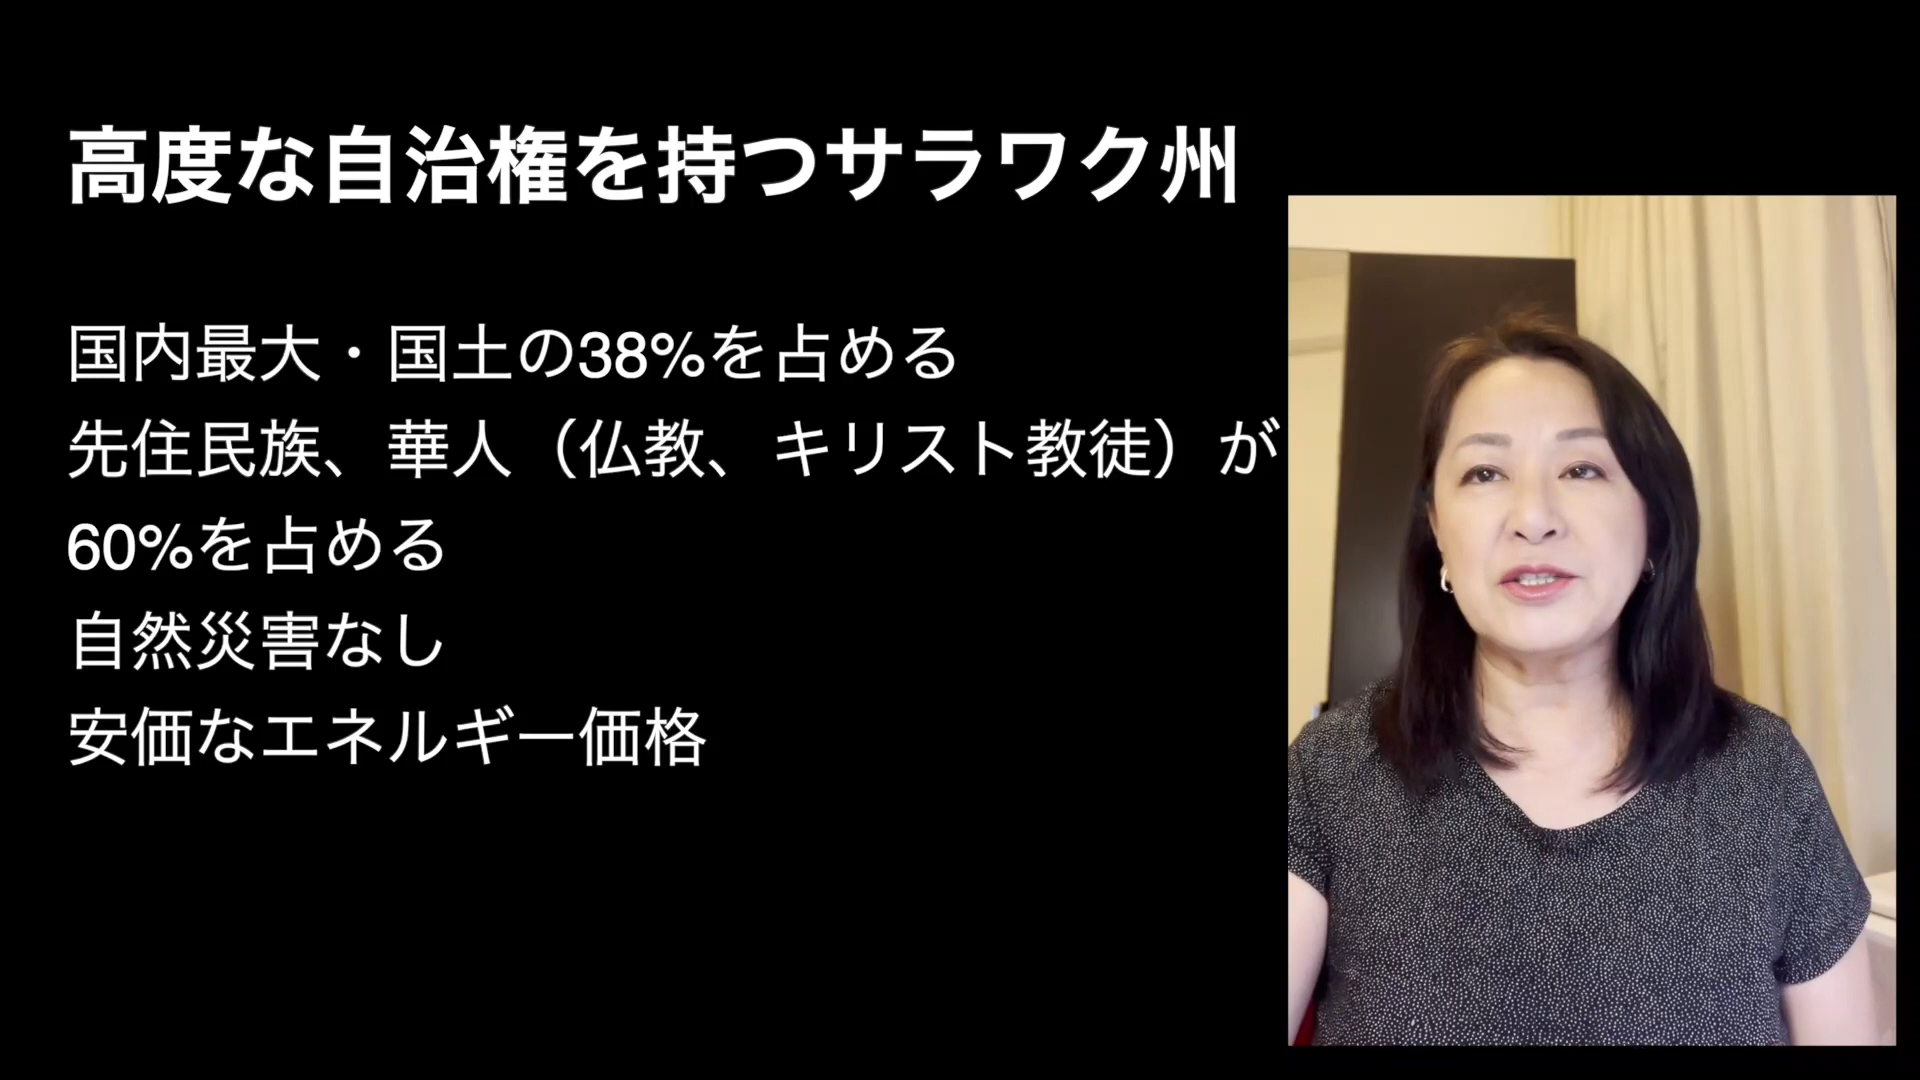 高度な自治権を持つサラワク州
国内最大・国土の38%を占める
先住民族、華人（仏教、キリスト教徒）が
60%を占める
自然災害なし
安価なエネルギー価格